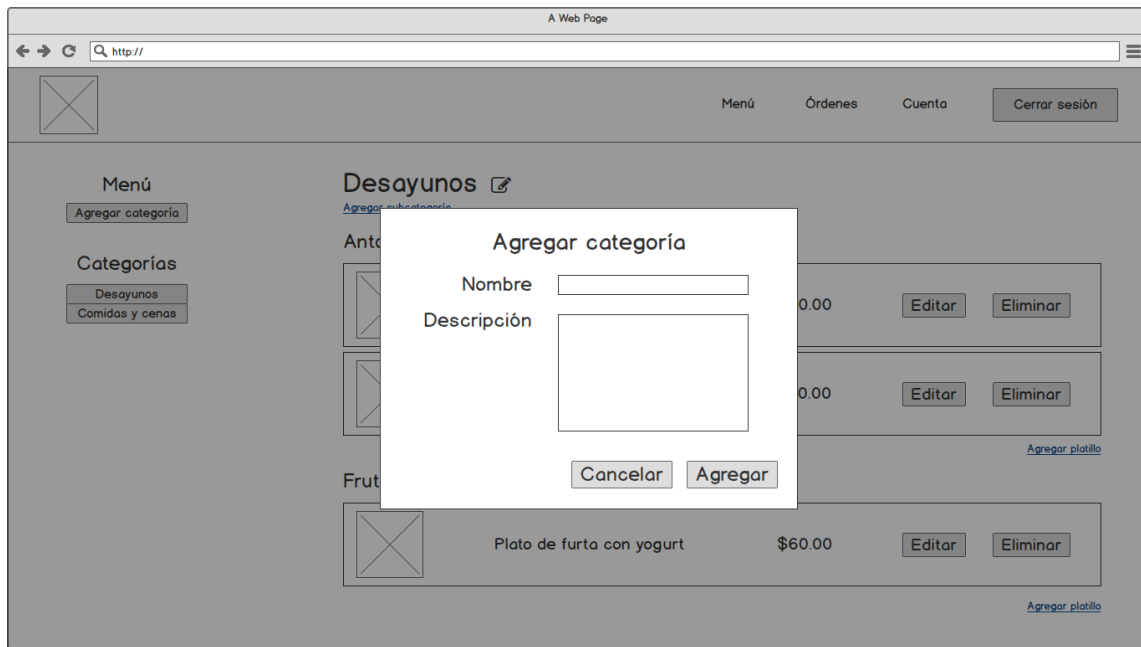 A Web Page
http://
Menú Órdenes Cuenta Cerrar sesión
Menú
Agregar categoría
Categorías
Desayunos
Comidas y cenas
Desayunos
Agregar subcategoría
Agregar categoría
Nombre
Descripción
Cancelar Agregar
0.00 Editar Eliminar
0.00 Editar Eliminar
Agregar platillo
Plato de furta con yogurt $60.00 Editar Eliminar
Agregar platillo